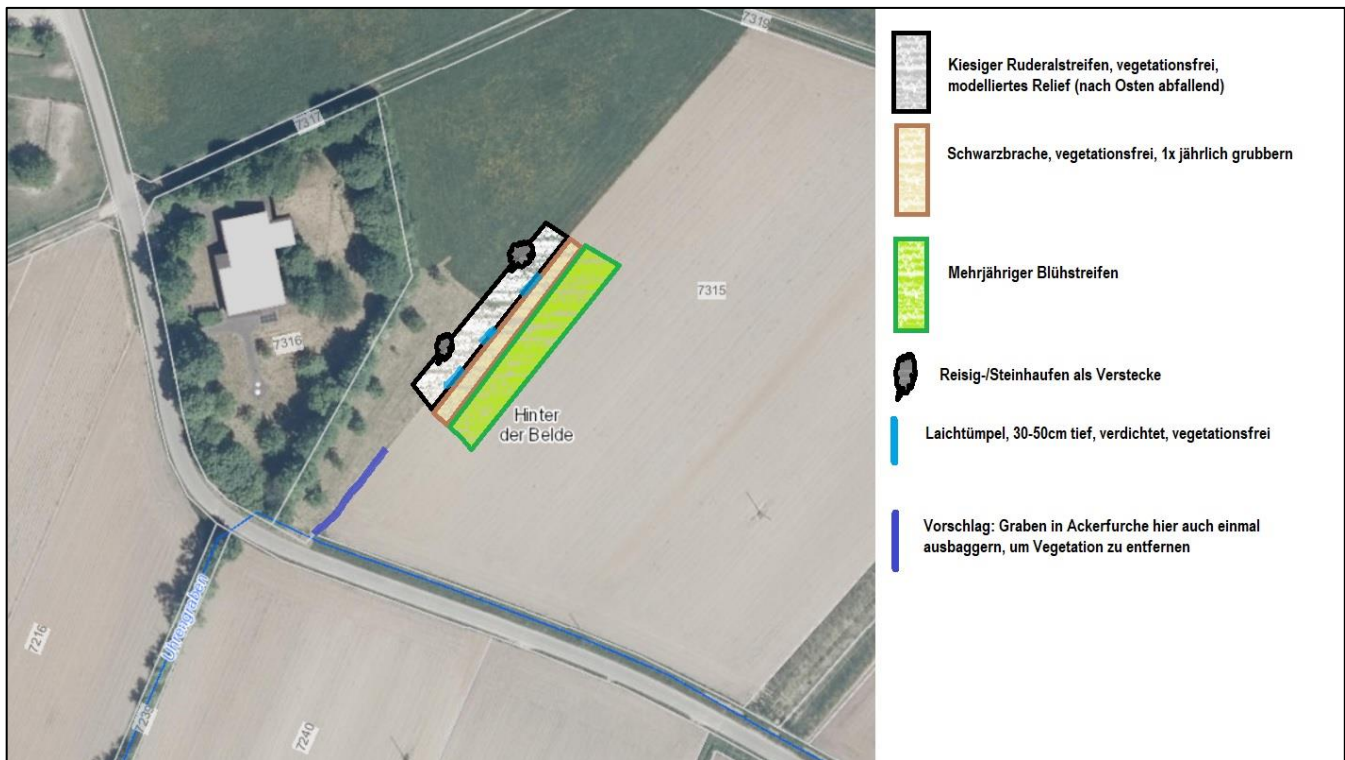 7319
7317
7315
7316
Hinter
der Belde
Uhrengraben
7216
7239
7240
Kiesiger Ruderalstreifen, vegetationsfrei,
modelliertes Relief (nach Osten abfallend)
Schwarzbrache, vegetationsfrei, 1x jährlich grubbern
Mehrjähriger Blühstreifen
Reisig-/Steinhaufen als Verstecke
Laichtümpel, 30-50cm tief, verdichtet, vegetationsfrei
Vorschlag: Graben in Ackerfurche hier auch einmal
ausbaggern, um Vegetation zu entfernen